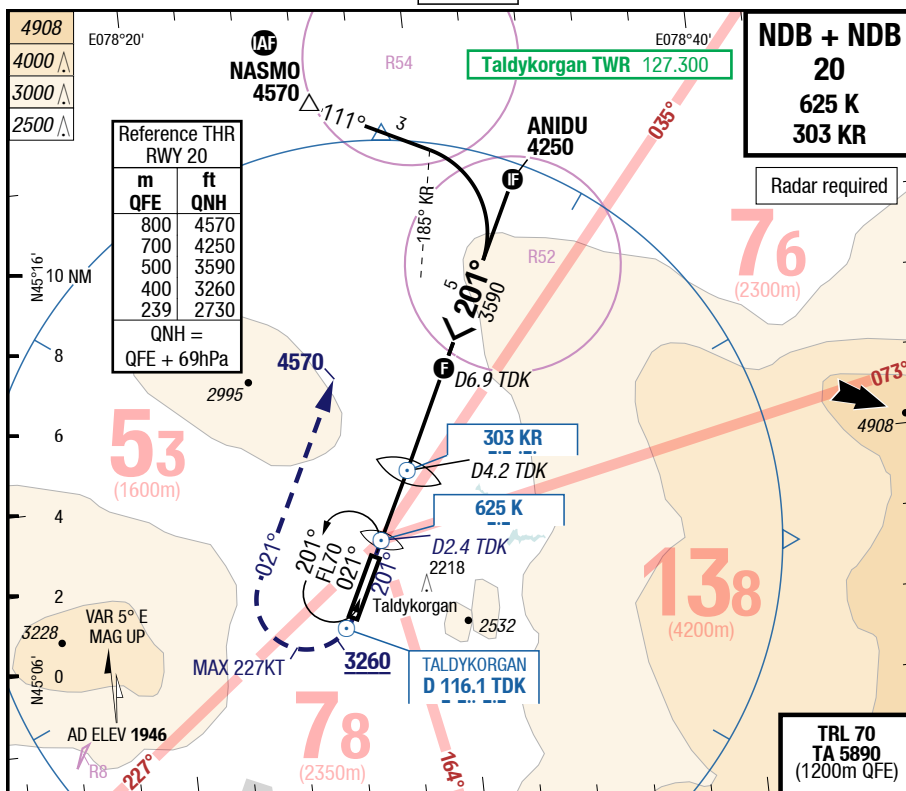 4908
4000
3000
2500
E078°20'
IAF
NASMO
4570
111°
3
R54
E078°40'
Taldykorgan TWR 127.300
NDB + NDB
20
625 K
303 KR
Radar required
035°
ANIDU
4250
IF
Reference THR
RWY 20
m ft
QFE QNH
800 4570
700 4250
500 3590
400 3260
239 2730
QNH =
QFE + 69hPa
185° KR
R52
76
(2300m)
N45°16'
10 NM
5
201°
3590
8
4570
F
D6.9 TDK
073°
2995
4908
6
53
(1600m)
303 KR
D4.2 TDK
625 K
4
D2.4 TDK
021°
201°
FL70
021°
201°
2218
Taldykorgan
138
(4200m)
2
VAR 5° E
MAG UP
3228
2532
MAX 227KT
3260
TALDYKORGAN
D 116.1 TDK
N45°06'
0
AD ELEV 1946
R8
227°
78
(2350m)
164°
TRL 70
TA 5890
(1200m QFE)